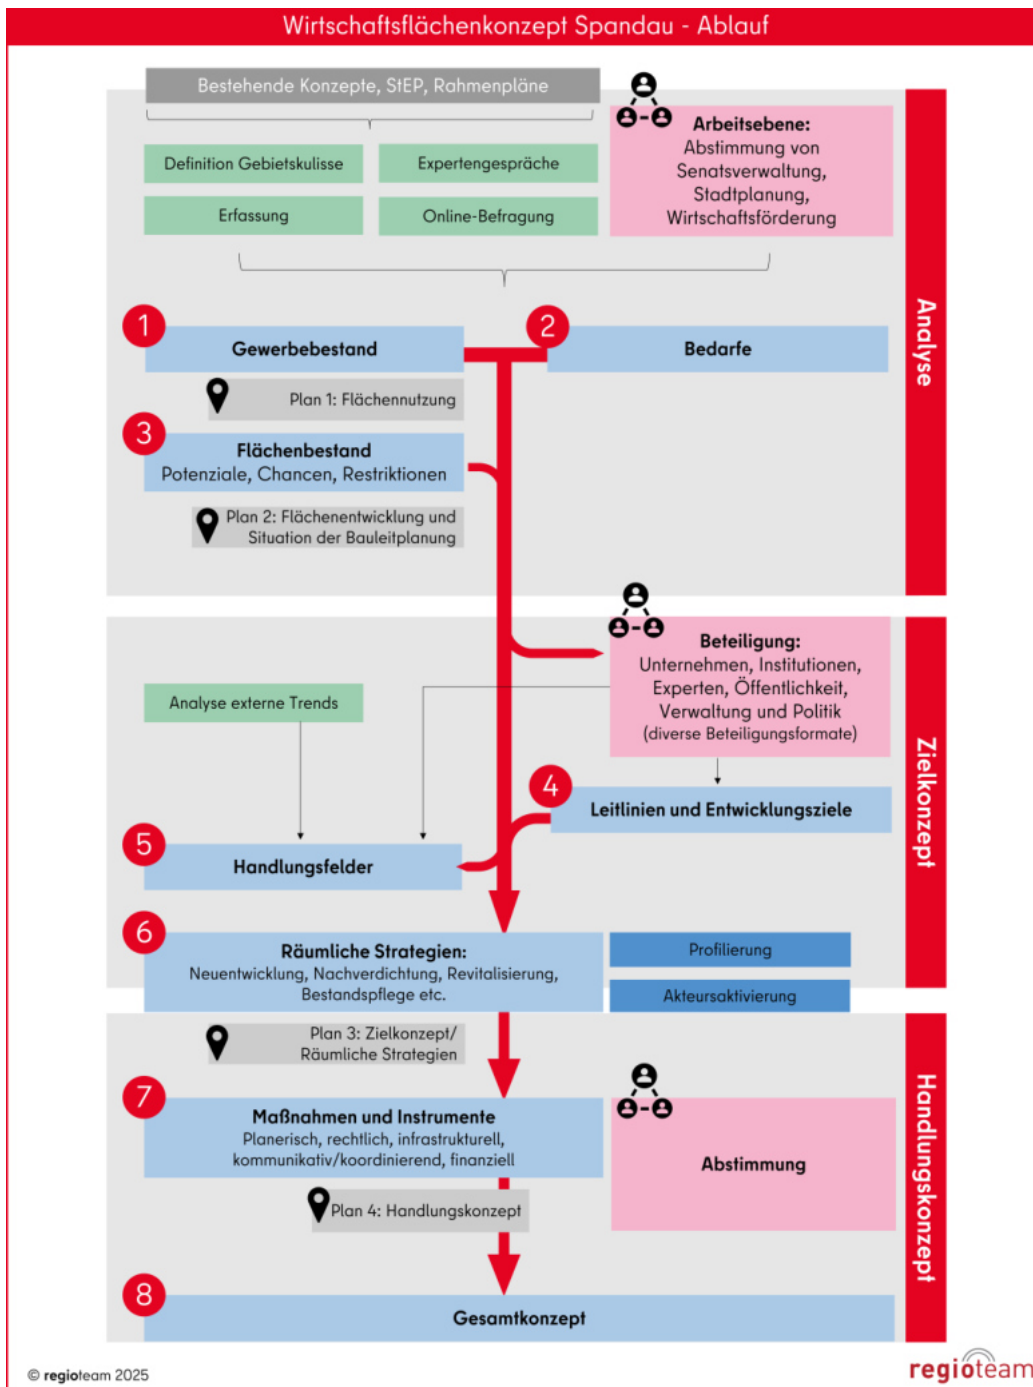 Wirtschaftsflächenkonzept Spandau - Ablauf
Bestehende Konzepte, StEP, Rahmenpläne
Definition Gebietskulisse
Expertengespräche
Erfassung
Online-Befragung
Arbeitsebene:
Abstimmung von
Senatsverwaltung,
Stadtplanung,
Wirtschaftsförderung
Analyse
1
Gewerbebestand
2
Bedarfe
Plan 1: Flächennutzung
3
Flächenbestand
Potenziale, Chancen, Restriktionen
Plan 2: Flächenentwicklung und
Situation der Bauleitplanung
Beteiligung:
Unternehmen, Institutionen,
Experten, Öffentlichkeit,
Verwaltung und Politik
(diverse Beteiligungsformate)
Analyse externe Trends
Zielkonzept
4
Leitlinien und Entwicklungsziele
5
Handlungsfelder
6
Räumliche Strategien:
Neuentwicklung, Nachverdichtung, Revitalisierung,
Bestandspflege etc.
Profilierung
Akteursaktivierung
Plan 3: Zielkonzept/
Räumliche Strategien
7
Maßnahmen und Instrumente
Planerisch, rechtlich, infrastrukturell,
kommunikativ/koordinierend, finanziell
Abstimmung
Handlungskonzept
Plan 4: Handlungskonzept
8
Gesamtkonzept
© regioteam 2025
regioteam